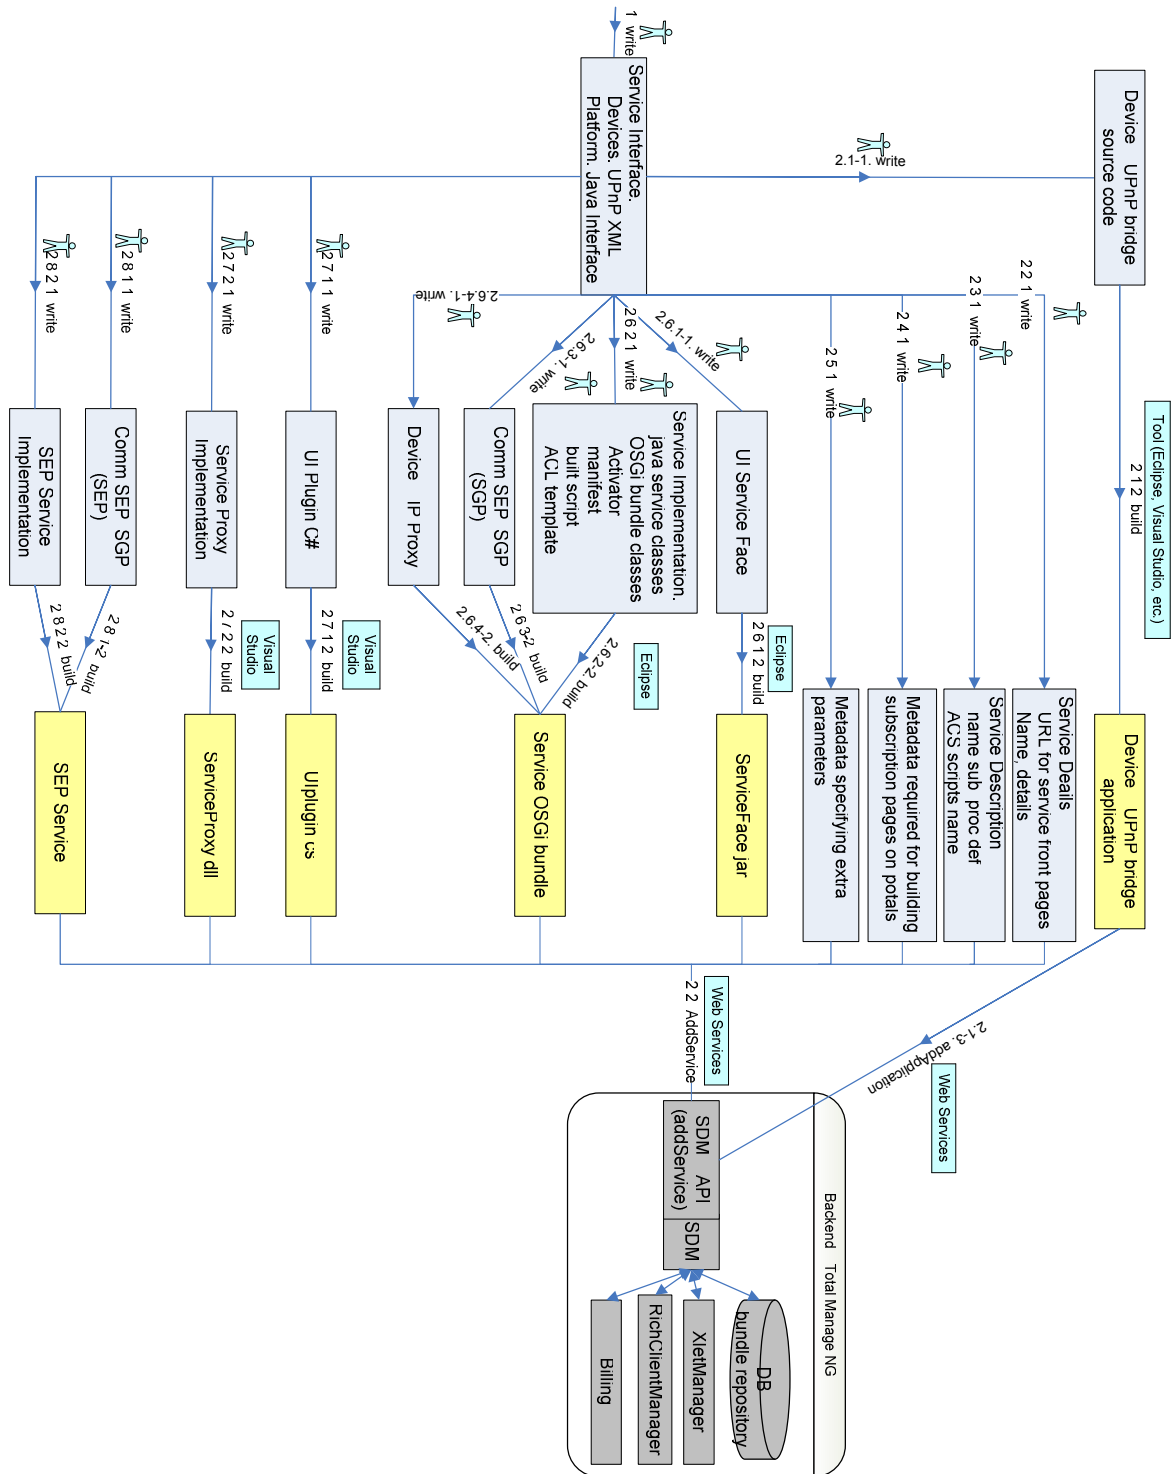 1 write
Service Interface.
Devices. UPnP XML
Platform. Java Interface
2.1-1. write
Device UPnP bridge
source code
Tool (Eclipse, Visual Studio, etc.)
2 1 2 build
Device UPnP bridge
application
2.1-3. addApplication
Web Services
2 2 1 write
Service Deails
URL for service front pages
Name, details
2 3 1 write
Service Description
name sub proc def
ACS scripts name
2 4 1 write
Metadata required for building
subscription pages on potals
2 5 1 write
Metadata specifying extra
parameters
2.6.1-1. write
UI Service Face
Eclipse
2 6 1 2 build
ServiceFace jar
2 6 2 1 write
Service Implementation.
java service classes
OSGi bundle classes
Activator
manifest
built script
ACL template
Eclipse
2.6.2-2. build
2.6.3-1. write
Comm SEP SGP
(SGP)
2 6 3-2 build
2.6.4-1. write
Device IP Proxy
2.6.4-2. build
Service OSGi bundle
2 7 1 1 write
UI Plugin C#
Visual
Studio
2 7 1 2 build
UIplugin cs
2 7 2 1 write
Service Proxy
Implementation
Visual
Studio
2 7 2 2 build
ServiceProxy dll
2 8 1 1 write
Comm SEP SGP
(SEP)
2 8 1-2 build
2 8 2 1 write
SEP Service
Implementation
2 8 2 2 build
SEP Service
Web Services
2 2 AddService
Backend Total Manage NG
SDM API
(addService)
SDM
DB
bundle repository
XletManager
RichClientManager
Billing